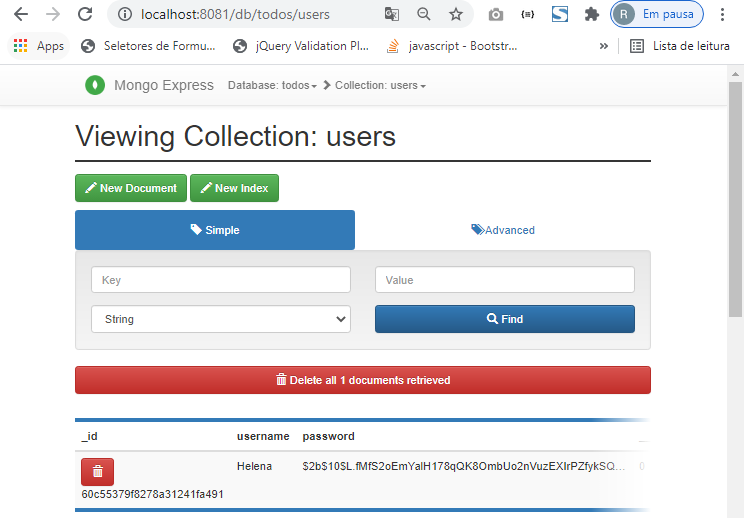 localhost:8081/db/todos/users
R Em pausa
Apps Seletores de Formu... jQuery Validation Pl... javascript - Bootstr... » Lista de leitura
Mongo Express Database: todos Collection: users
Viewing Collection: users
New Document New Index
Simple Advanced
Key Value
String Find
Delete all 1 documents retrieved
_id username password
Helena $2b$10$L.fMfS2oEmYalH178qQK8OmbUo2nVuzEXIrPZfykSQ... 0
60c55379f8278a31241fa491